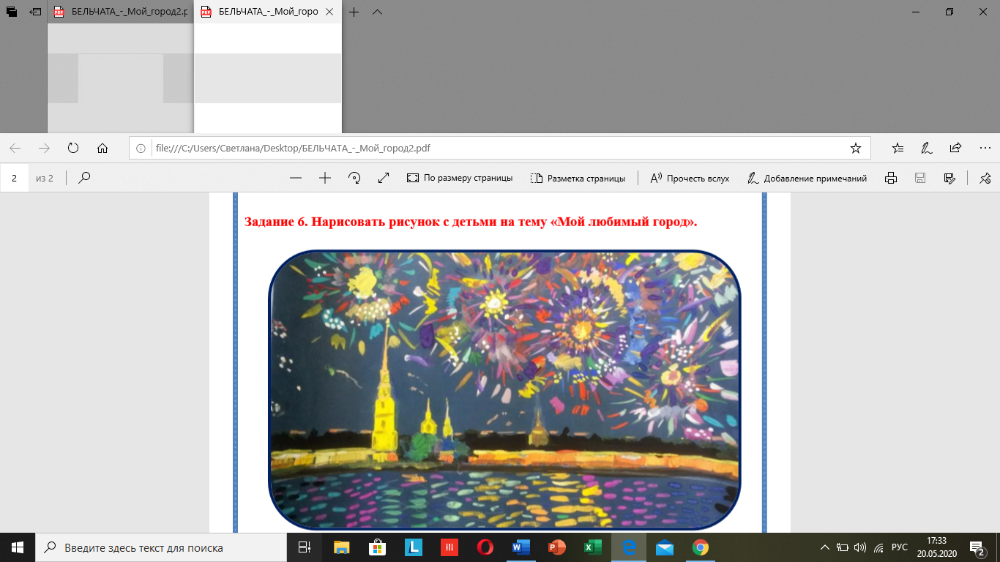 БЕЛЬЧАТА_-_Мой_город2.p
БЕЛЬЧАТА_-_Мой_горо
file:///C:/Users/Светлана/Desktop/БЕЛЬЧАТА_-_Мой_город2.pdf
2 из 2
По размеру страницы
Разметка страницы
Прочесть вслух
Добавление примечаний
Задание 6. Нарисовать рисунок с детьми на тему «Мой любимый город».
Введите здесь текст для поиска
РУС
17:33
20.05.2020
2